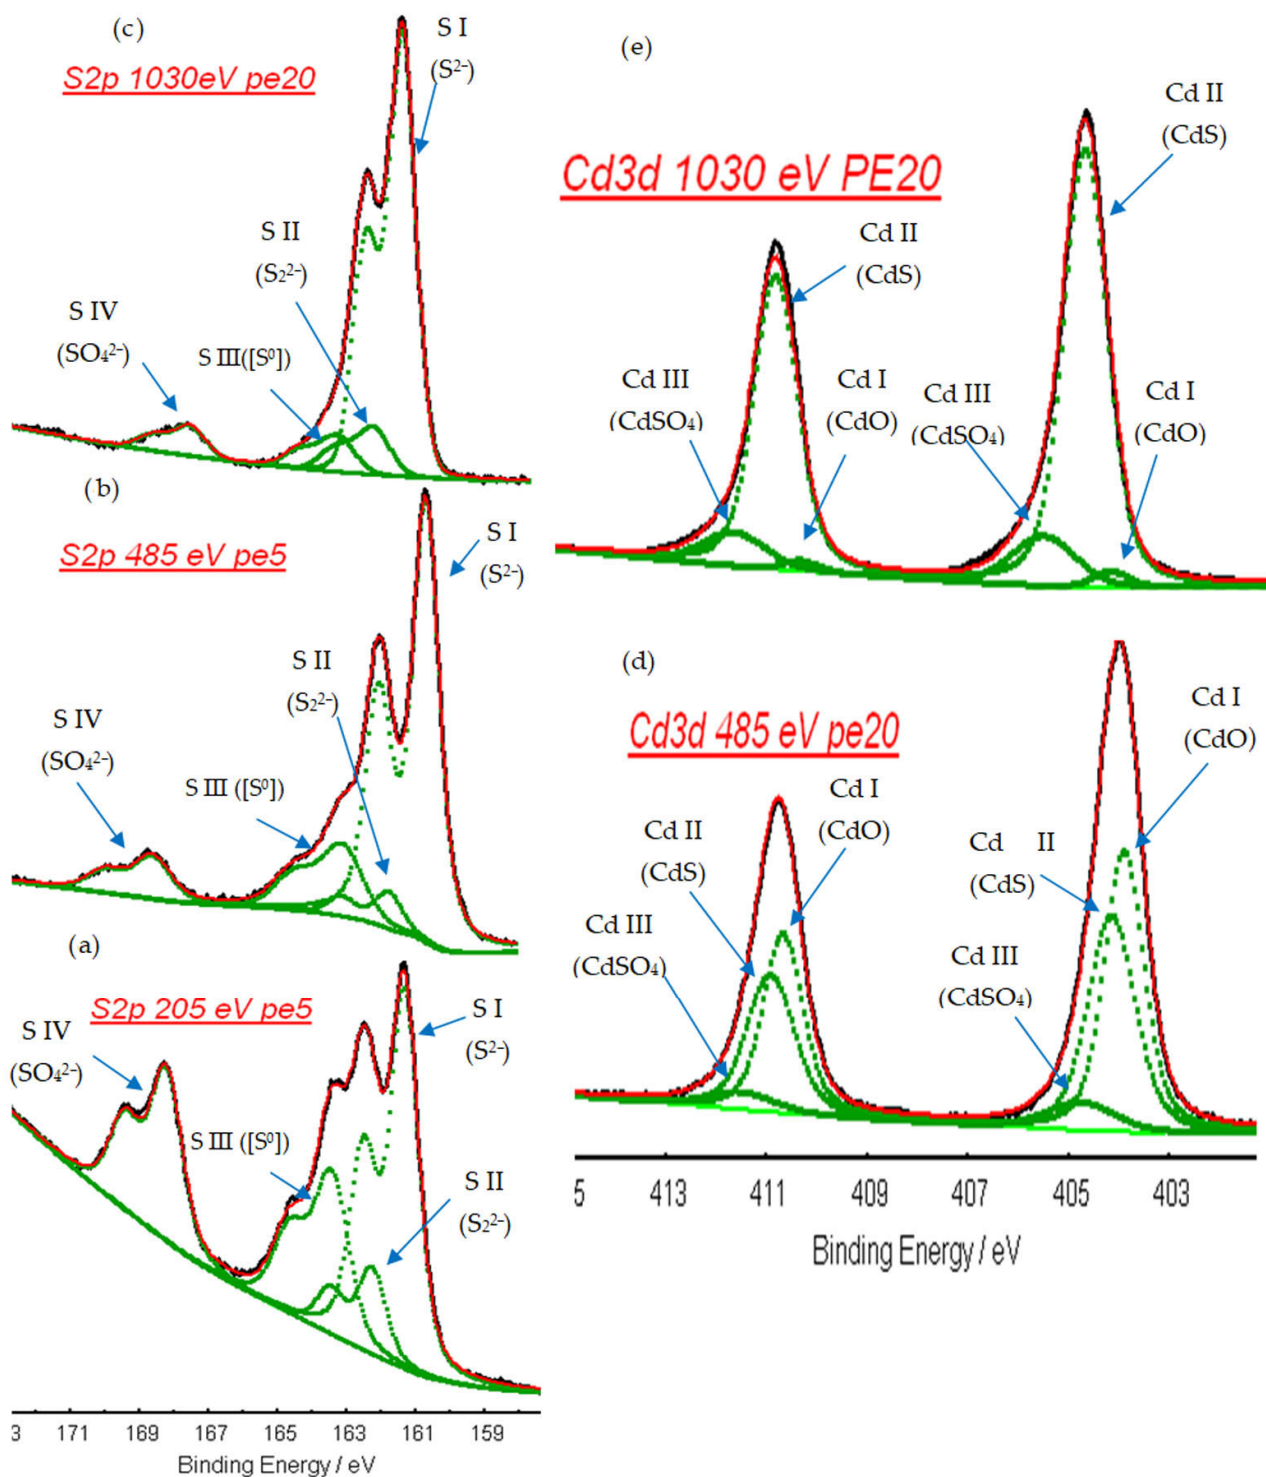 (c)
S2p 1030eV pe20
S I
(S²⁻)
S II
(S₂²⁻)
S IV
(SO₄²⁻)
S III([S⁰])
(b)
S2p 485 eV pe5
S I
(S²⁻)
S II
(S₂²⁻)
S IV
(SO₄²⁻)
S III ([S⁰])
(a)
S2p 205 eV pe5
S IV
(SO₄²⁻)
S I
(S²⁻)
S III ([S⁰])
S II
(S₂²⁻)
3 171 169 167 165 163 161 159
Binding Energy / eV
(e)
Cd3d 1030 eV PE20
Cd II
(CdS)
Cd II
(CdS)
Cd III
(CdSO₄)
Cd I
(CdO)
Cd III
(CdSO₄)
Cd I
(CdO)
(d)
Cd3d 485 eV pe20
Cd I
(CdO)
Cd I
(CdO)
Cd II
(CdS)
Cd II
(CdS)
Cd III
(CdSO₄)
Cd III
(CdSO₄)
5 413 411 409 407 405 403
Binding Energy / eV